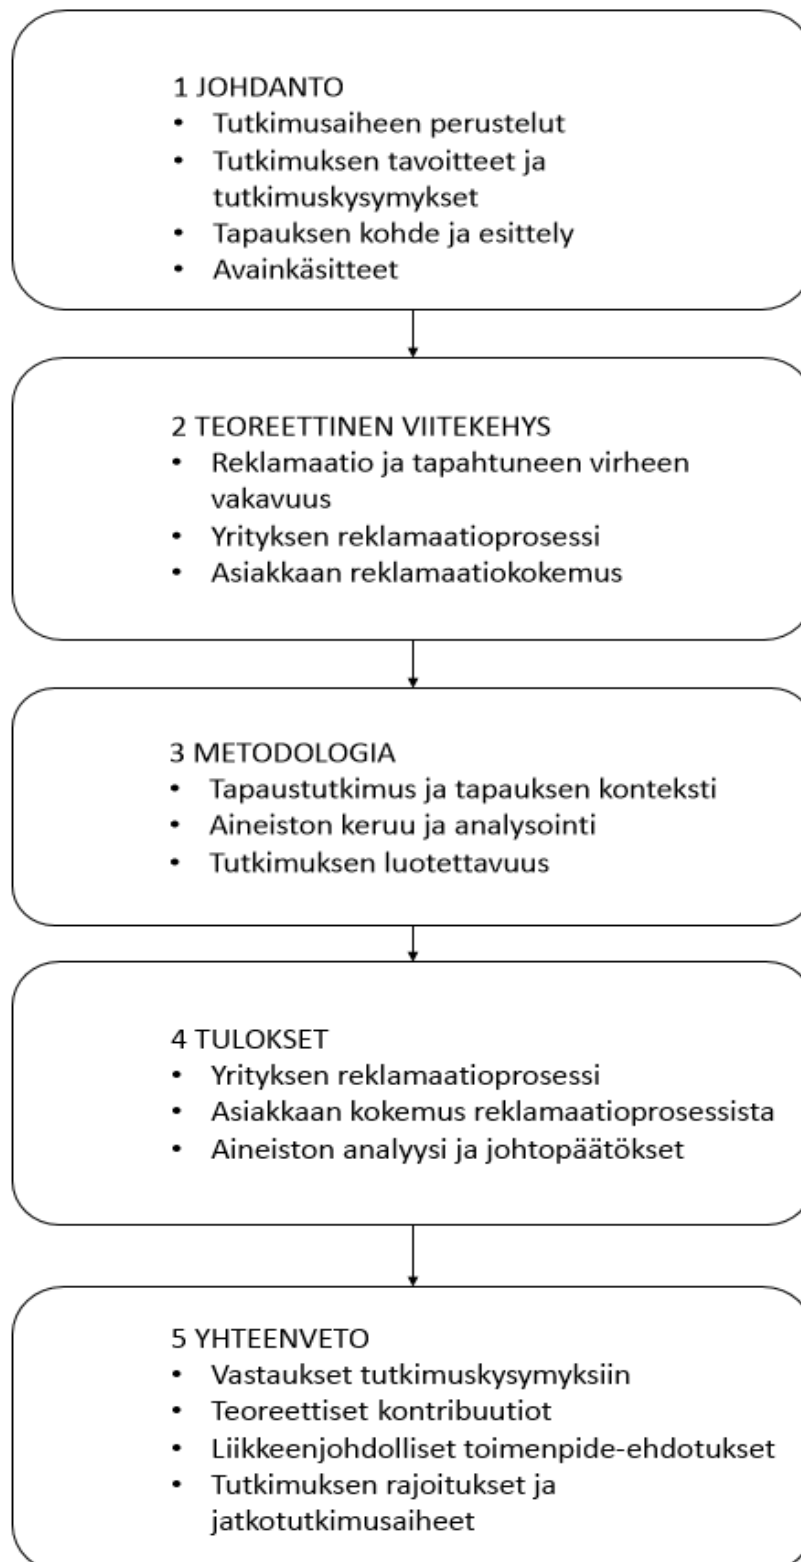 1 JOHDANTO
• Tutkimusaiheen perustelut
• Tutkimuksen tavoitteet ja
tutkimuskysymykset
• Tapauksen kohde ja esittely
• Avainkäsitteet
2 TEOREETTINEN VIITEKEHYS
• Reklamaatio ja tapahtuneen virheen
vakavuus
• Yrityksen reklamaatioprosessi
• Asiakkaan reklamaatiokokemus
3 METODOLOGIA
• Tapaustutkimus ja tapauksen konteksti
• Aineiston keruu ja analysointi
• Tutkimuksen luotettavuus
4 TULOKSET
• Yrityksen reklamaatioprosessi
• Asiakkaan kokemus reklamaatioprosessista
• Aineiston analyysi ja johtopäätökset
5 YHTEENVETO
• Vastaukset tutkimuskysymyksiin
• Teoreettiset kontribuutiot
• Liikkeenjohdolliset toimenpide-ehdotukset
• Tutkimuksen rajoitukset ja
jatkotutkimusaiheet